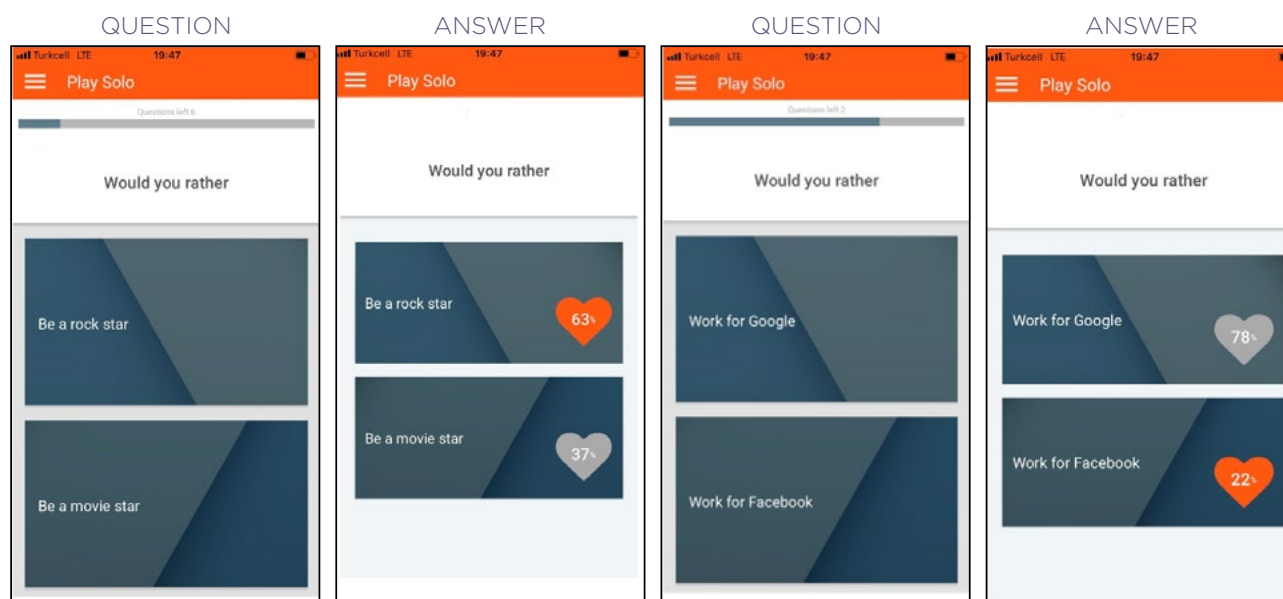 QUESTION
Turkcell LTE 19:47
Play Solo
Questions left:6
Would you rather
Be a rock star
Be a movie star
ANSWER
Turkcell LTE 19:47
Play Solo
Would you rather
Be a rock star
63%
Be a movie star
37%
QUESTION
Turkcell LTE 19:47
Play Solo
Questions left:2
Would you rather
Work for Google
Work for Facebook
ANSWER
Turkcell LTE 19:47
Play Solo
Would you rather
Work for Google
78%
Work for Facebook
22%